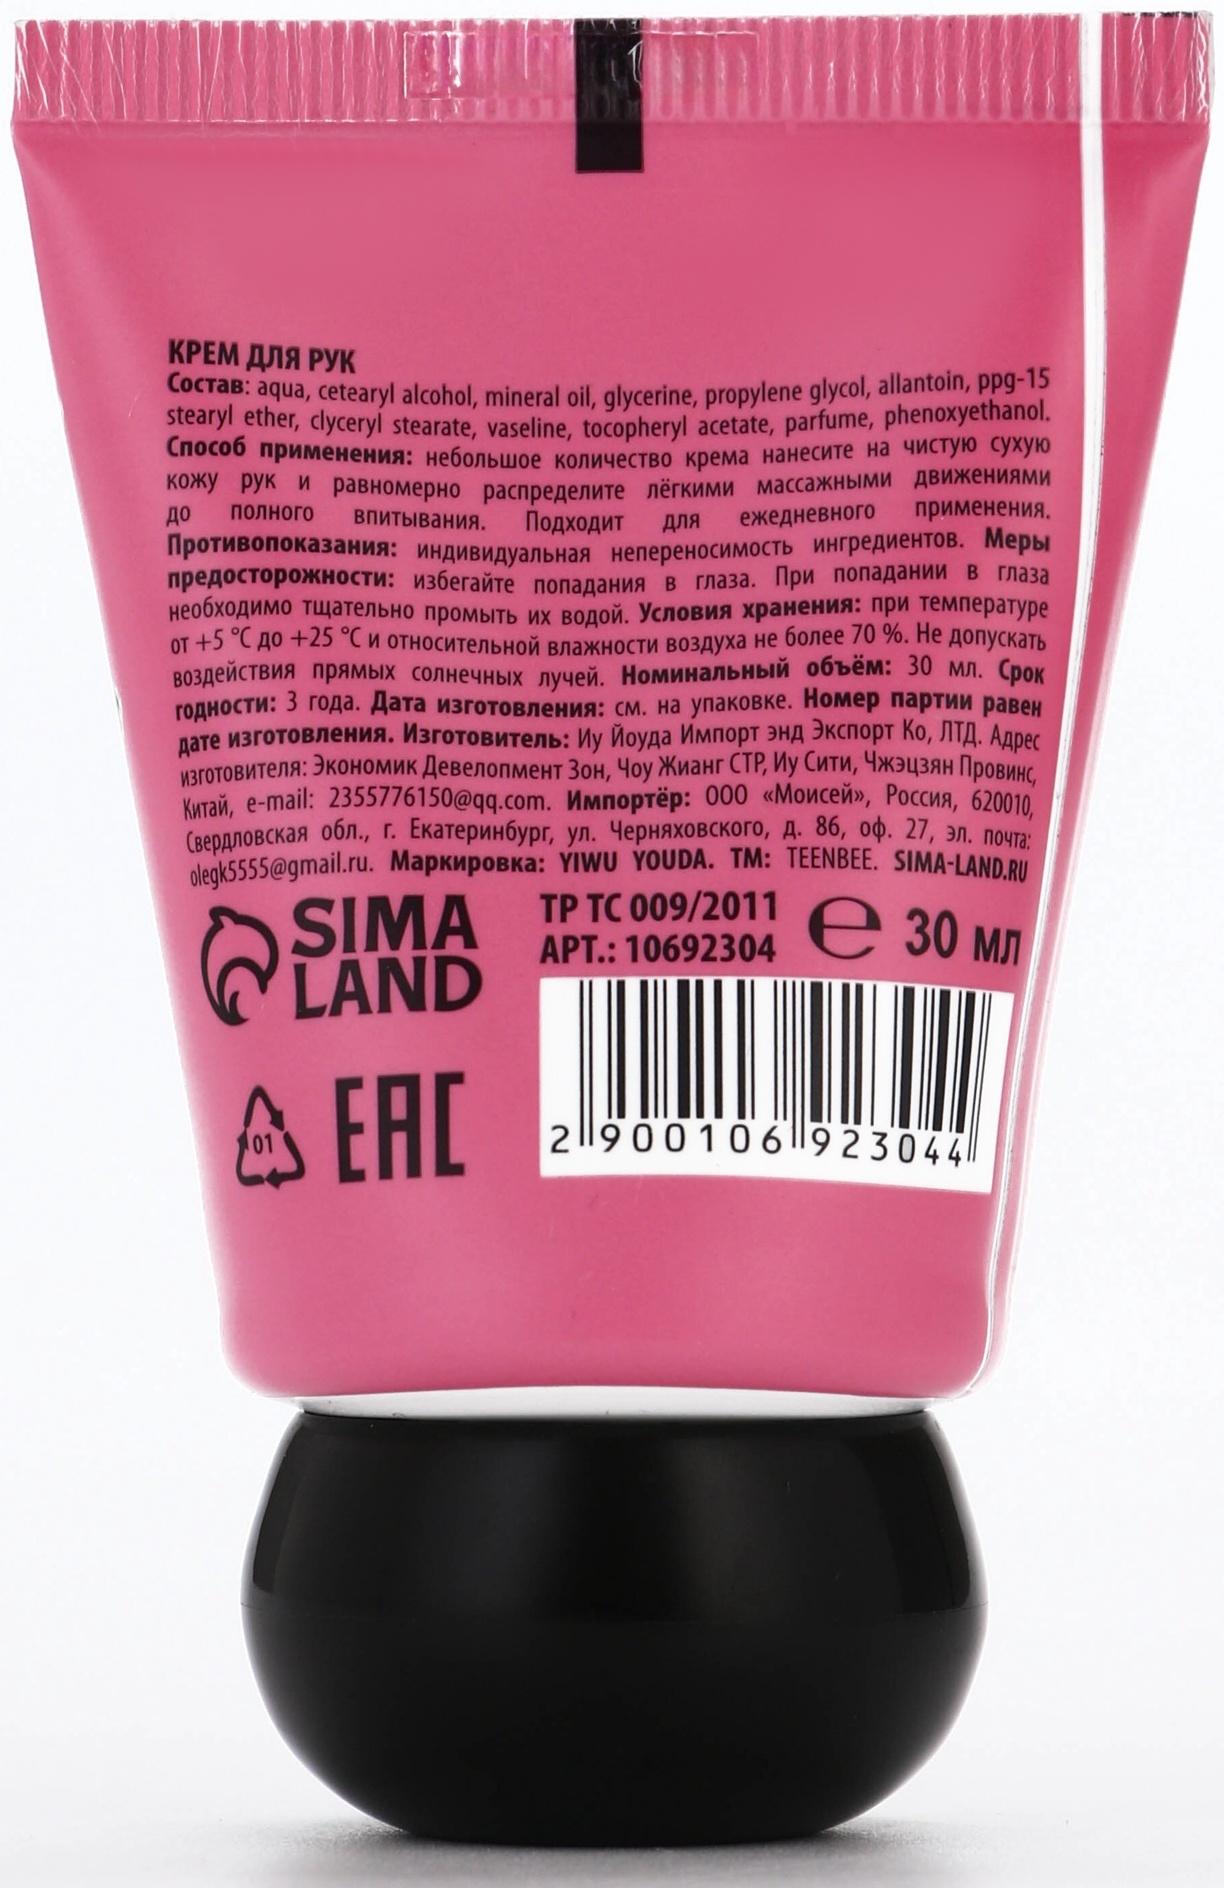 КРЕМ ДЛЯ РУК
Состав: aqua, cetearyl alcohol, mineral oil, glycerine, propylene glycol, allantoin, ppg-15
stearyl ether, clyceryl stearate, vaseline, tocopheryl acetate, parfume, phenoxyethanol.
Способ применения: небольшое количество крема нанесите на чистую сухую
кожу рук и равномерно распределите лёгкими массажными движениями
до полного впитывания. Подходит для ежедневного применения.
Противопоказания: индивидуальная непереносимость ингредиентов. Меры
предосторожности: избегайте попадания в глаза. При попадании в глаза
необходимо тщательно промыть их водой. Условия хранения: при температуре
от +5 °C до +25 °C и относительной влажности воздуха не более 70 %. Не допускать
воздействия прямых солнечных лучей. Номинальный объём: 30 мл. Срок
годности: 3 года. Дата изготовления: см. на упаковке. Номер партии равен
дате изготовления. Изготовитель: Иу Йоуда Импорт энд Экспорт Ко, ЛТД. Адрес
изготовителя: Экономик Девелопмент Зон, Чоу Жианг СТР, Иу Сити, Чжэцзян Провинс,
Китай, e-mail: 2355776150@qq.com. Импортёр: ООО «Моисей», Россия, 620010,
Свердловская обл., г. Екатеринбург, ул. Черняховского, д. 86, оф. 27, эл. почта:
olegk5555@gmail.ru. Маркировка: YIWU YOUDA. ТМ: TEENBEE. SIMA-LAND.RU
SIMA
LAND
ТР ТС 009/2011
АРТ.: 10692304
℮ 30 мл
01
EAC
2 900106 923044